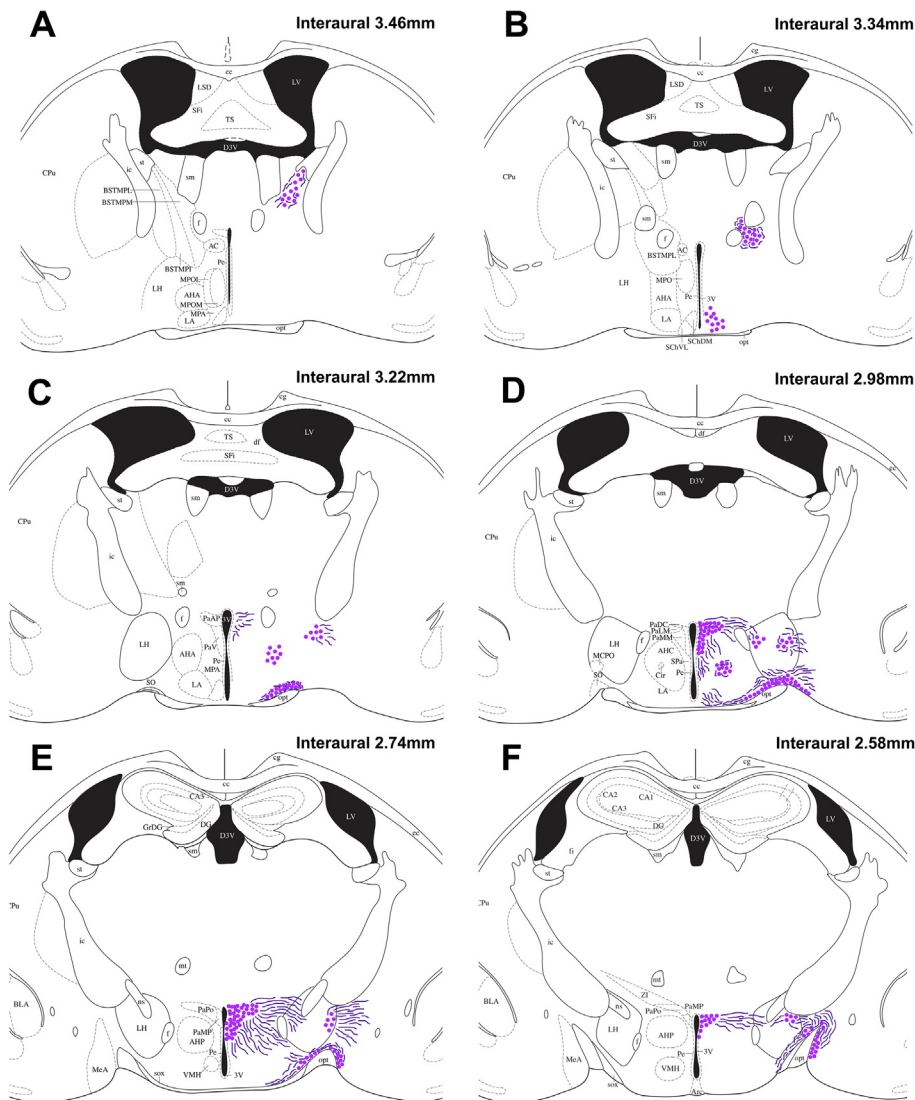 A
Interaural 3.46mm
cc
LSD
LV
SFi
TS
D3V
st
ic
sm
CPu
BSTMPL
BSTMPM
f
AC
Pe
BSTMPI
MPOL
LH
AHA
MPOM
MPA
LA
opt
B
Interaural 3.34mm
cg
cc
LSD
LV
SFi
TS
D3V
st
sm
CPu
ic
sm
f
AC
BSTMPL
MPO
LH
AHA
Pe
3V
LA
SChVL
SChDM
opt
C
Interaural 3.22mm
cg
cc
TS
df
LV
SFi
D3V
st
sm
CPu
ic
sm
f
PaAP
3V
LH
PaV
AHA
Pe
MPA
SO
LA
opt
D
Interaural 2.98mm
cc
df
LV
ec
D3V
sm
st
CPu
ic
PaDC
PaLM
LH
f
PaMM
AHC
MCPO
SPa
SO
Cir
Pe
LA
opt
E
Interaural 2.74mm
cg
cc
CA3
LV
GrDG
DG
D3V
ec
sm
st
CPu
ic
mt
BLA
ns
PaPo
LH
f
PaMP
AHP
Pe
opt
MeA
sox
VMH
3V
F
Interaural 2.58mm
cg
cc
CA2
CA1
LV
CA3
DG
D3V
fi
sm
st
CPu
ic
mt
ZI
BLA
ns
PaPo
PaMP
LH
AHP
f
Pe
3V
opt
MeA
sox
VMH
Arc